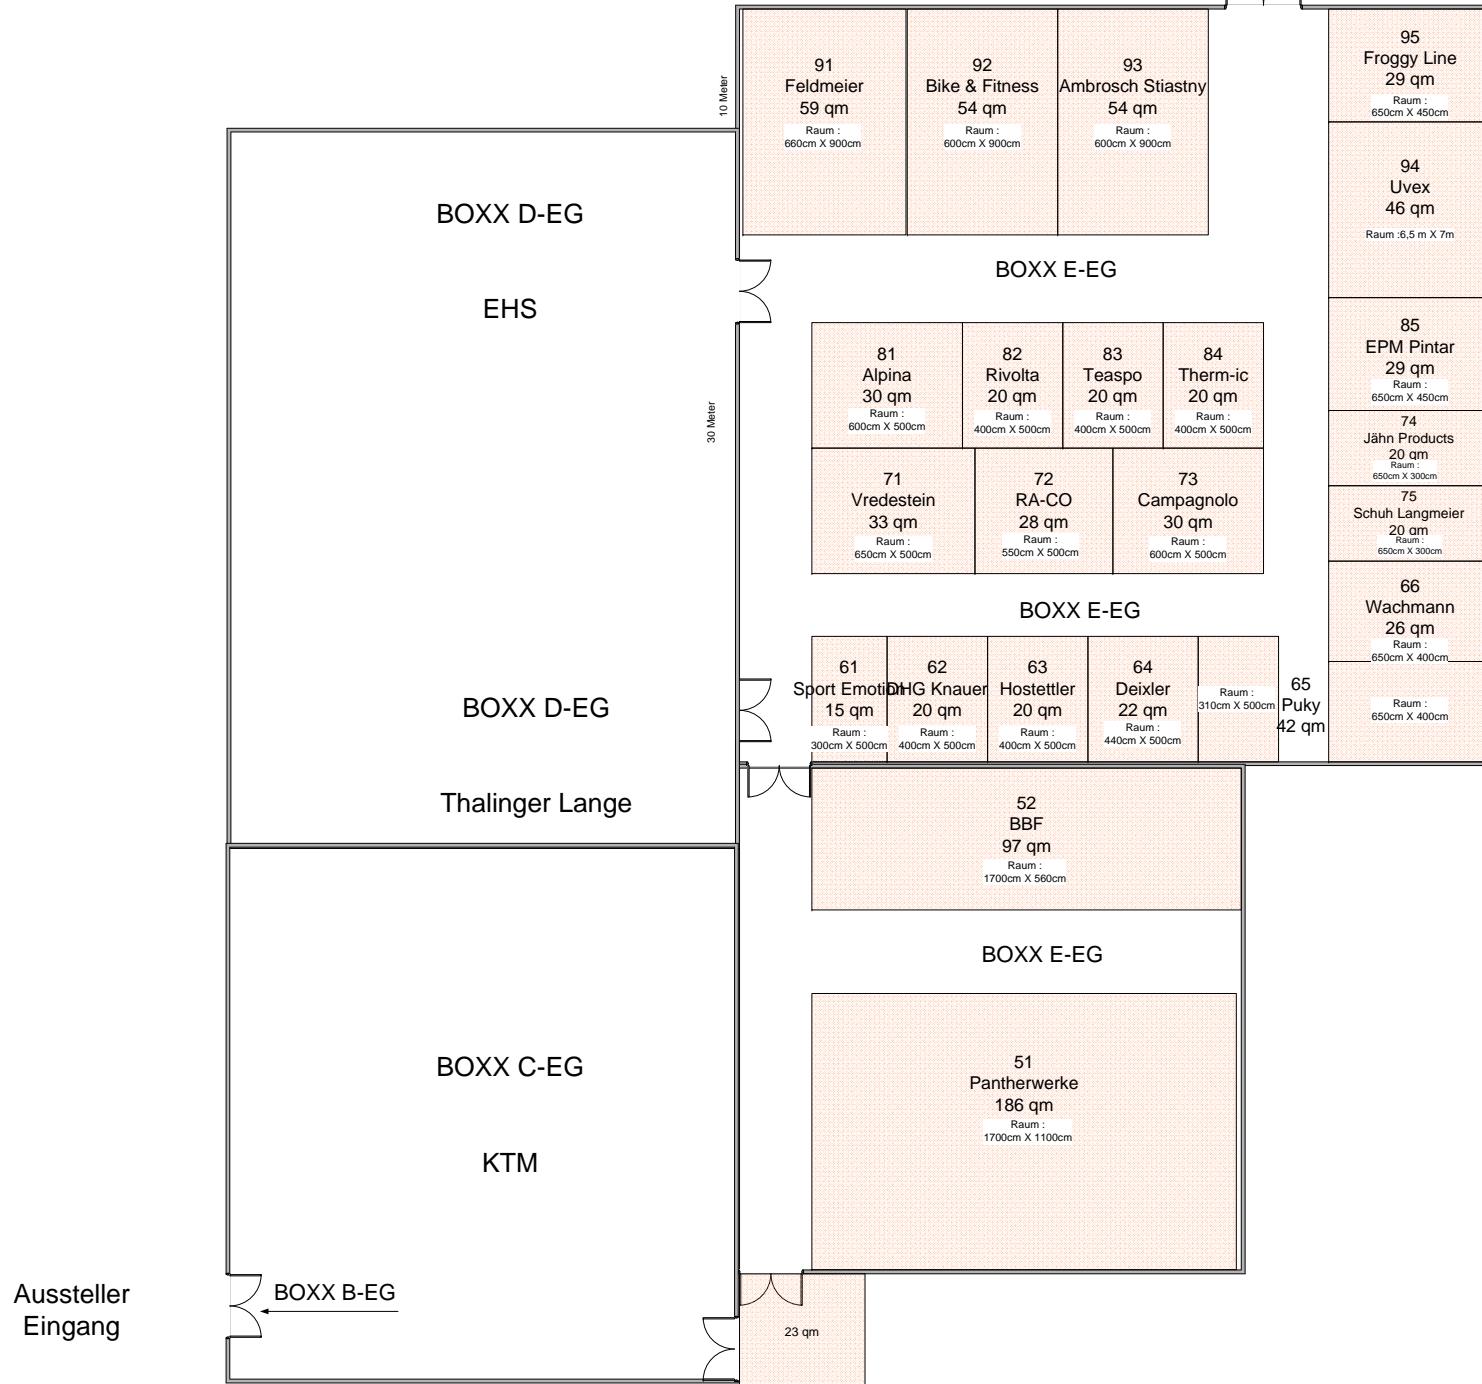 91
Feldmeier
59 qm
Raum :
660cm X 900cm
92
Bike & Fitness
54 qm
Raum :
600cm X 900cm
93
Ambrosch Stiastny
54 qm
Raum :
600cm X 900cm
95
Froggy Line
29 qm
Raum :
650cm X 450cm
10 Meter
94
Uvex
46 qm
Raum :6,5 m X 7m
BOXX D-EG
EHS
BOXX E-EG
30 Meter
81
Alpina
30 qm
Raum :
600cm X 500cm
82
Rivolta
20 qm
Raum :
400cm X 500cm
83
Teaspo
20 qm
Raum :
400cm X 500cm
84
Therm-ic
20 qm
Raum :
400cm X 500cm
85
EPM Pintar
29 qm
Raum :
650cm X 450cm
74
Jähn Products
20 qm
Raum :
650cm X 300cm
71
Vredestein
33 qm
Raum :
650cm X 500cm
72
RA-CO
28 qm
Raum :
550cm X 500cm
73
Campagnolo
30 qm
Raum :
600cm X 500cm
75
Schuh Langmeier
20 qm
Raum :
650cm X 300cm
BOXX E-EG
66
Wachmann
26 qm
Raum :
650cm X 400cm
61
Sport Emotion
15 qm
Raum :
300cm X 500cm
62
DHG Knauer
20 qm
Raum :
400cm X 500cm
63
Hostettler
20 qm
Raum :
400cm X 500cm
64
Deixler
22 qm
Raum :
440cm X 500cm
Raum :
310cm X 500cm
65
Puky
42 qm
Raum :
650cm X 400cm
BOXX D-EG
Thalinger Lange
52
BBF
97 qm
Raum :
1700cm X 560cm
BOXX E-EG
BOXX C-EG
KTM
51
Pantherwerke
186 qm
Raum :
1700cm X 1100cm
Aussteller
Eingang
BOXX B-EG
23 qm